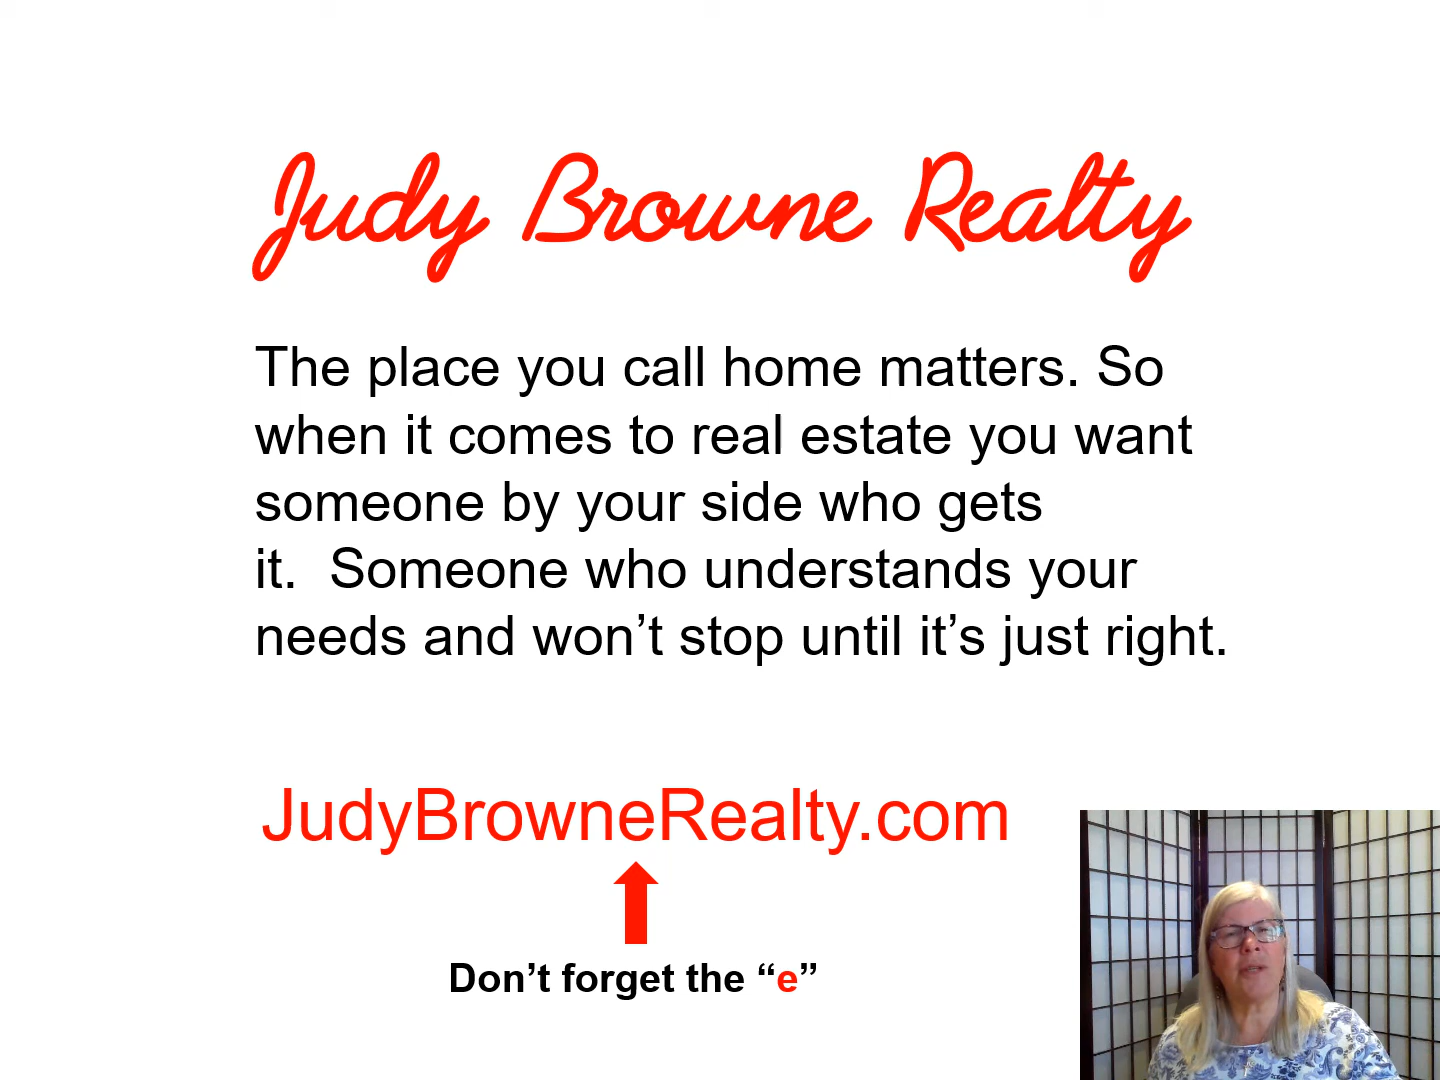 Judy Browne Realty
The place you call home matters. So
when it comes to real estate you want
someone by your side who gets
it.  Someone who understands your
needs and won’t stop until it’s just right.
JudyBrowneRealty.com
Don’t forget the “e”